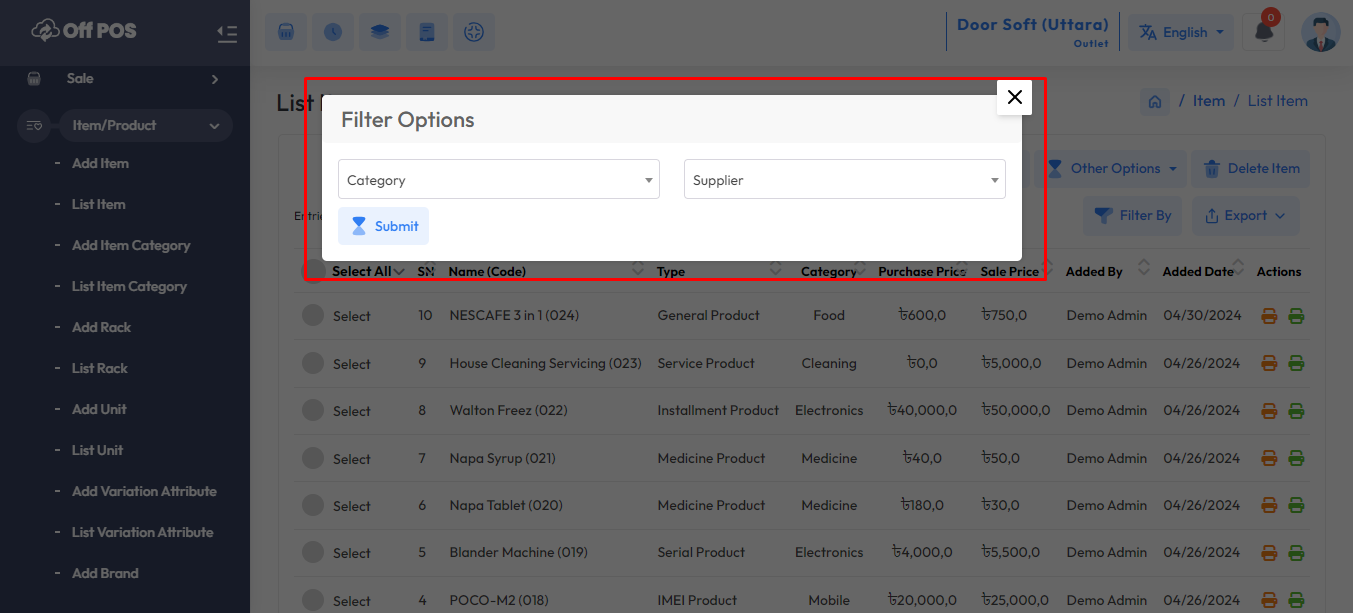 Off POS
Door Soft (Uttara)
Outlet
English
0
Sale
Item/Product
Add Item
List Item
Add Item Category
List Item Category
Add Rack
List Rack
Add Unit
List Unit
Add Variation Attribute
List Variation Attribute
Add Brand
List
/ Item / List Item
Filter Options
Category
Supplier
Submit
Other Options
Delete Item
Filter By
Export
Select All SN Name (Code) Type Category Purchase Price Sale Price Added By Added Date Actions
Select 10 NESCAFE 3 in 1 (024) General Product Food ৳600,0 ৳750,0 Demo Admin 04/30/2024
Select 9 House Cleaning Servicing (023) Service Product Cleaning ৳0,0 ৳5,000,0 Demo Admin 04/26/2024
Select 8 Walton Freez (022) Installment Product Electronics ৳40,000,0 ৳50,000,0 Demo Admin 04/26/2024
Select 7 Napa Syrup (021) Medicine Product Medicine ৳40,0 ৳50,0 Demo Admin 04/26/2024
Select 6 Napa Tablet (020) Medicine Product Medicine ৳180,0 ৳30,0 Demo Admin 04/26/2024
Select 5 Blander Machine (019) Serial Product Electronics ৳4,000,0 ৳5,500,0 Demo Admin 04/26/2024
Select 4 POCO-M2 (018) IMEI Product Mobile ৳20,000,0 ৳25,000,0 Demo Admin 04/26/2024